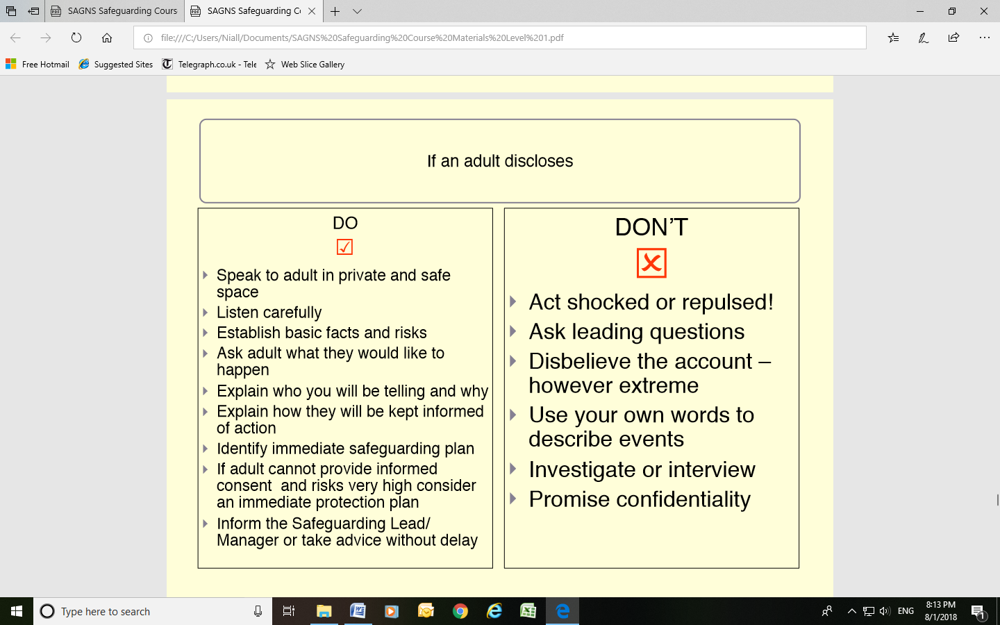 SAGNS Safeguarding Cours
SAGNS Safeguarding Co
file:///C:/Users/Niall/Documents/SAGNS%20Safeguarding%20Course%20Materials%20Level%201.pdf
Free Hotmail
Suggested Sites
Telegraph.co.uk - Tele
Web Slice Gallery
If an adult discloses
DO
Speak to adult in private and safe
space
Listen carefully
Establish basic facts and risks
Ask adult what they would like to
happen
Explain who you will be telling and why
Explain how they will be kept informed
of action
Identify immediate safeguarding plan
If adult cannot provide informed
consent  and risks very high consider
an immediate protection plan
Inform the Safeguarding Lead/
Manager or take advice without delay
DON’T
Act shocked or repulsed!
Ask leading questions
Disbelieve the account –
however extreme
Use your own words to
describe events
Investigate or interview
Promise confidentiality
Type here to search
ENG
8:13 PM
8/1/2018
1